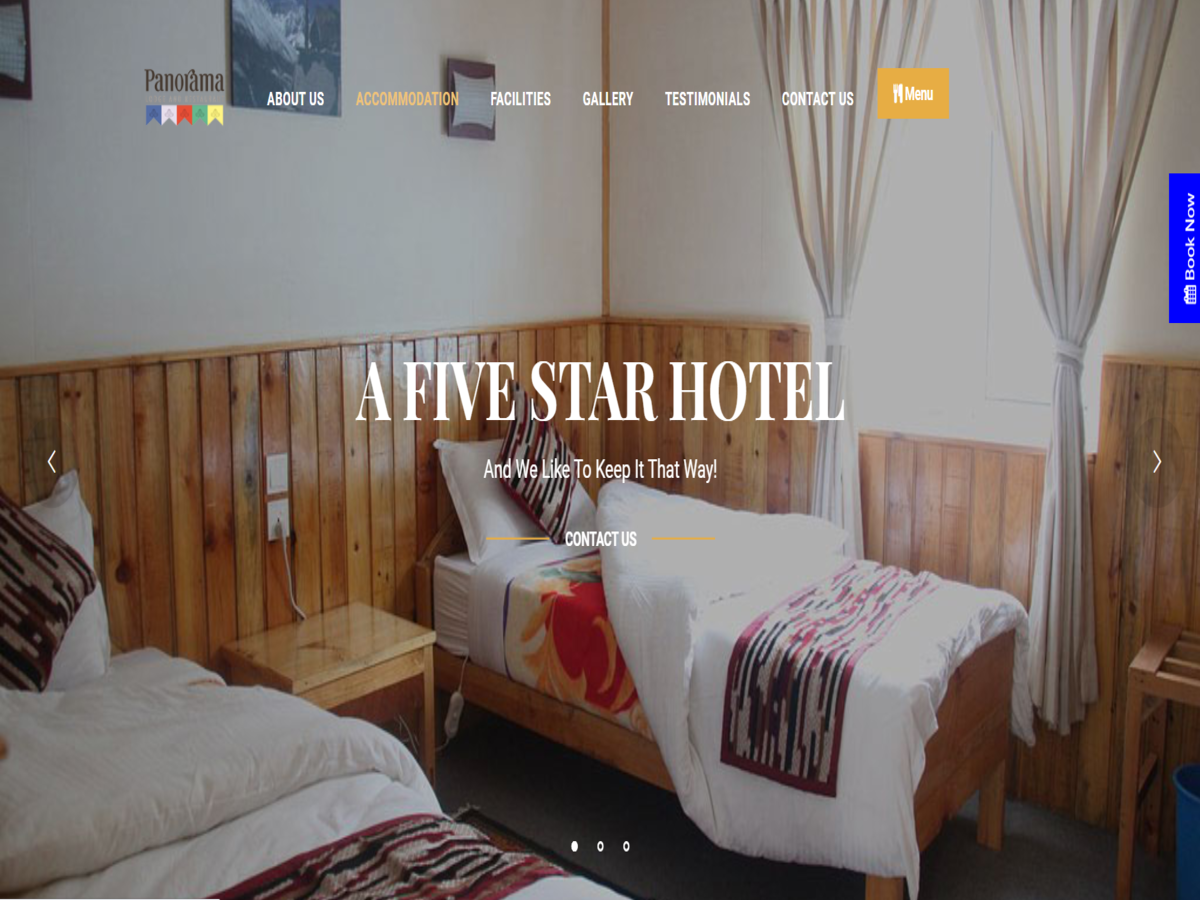 Panorama
ABOUT US
ACCOMMODATION
FACILITIES
GALLERY
TESTIMONIALS
CONTACT US
Menu
Book Now
A FIVE STAR HOTEL
And We Like To Keep It That Way!
CONTACT US